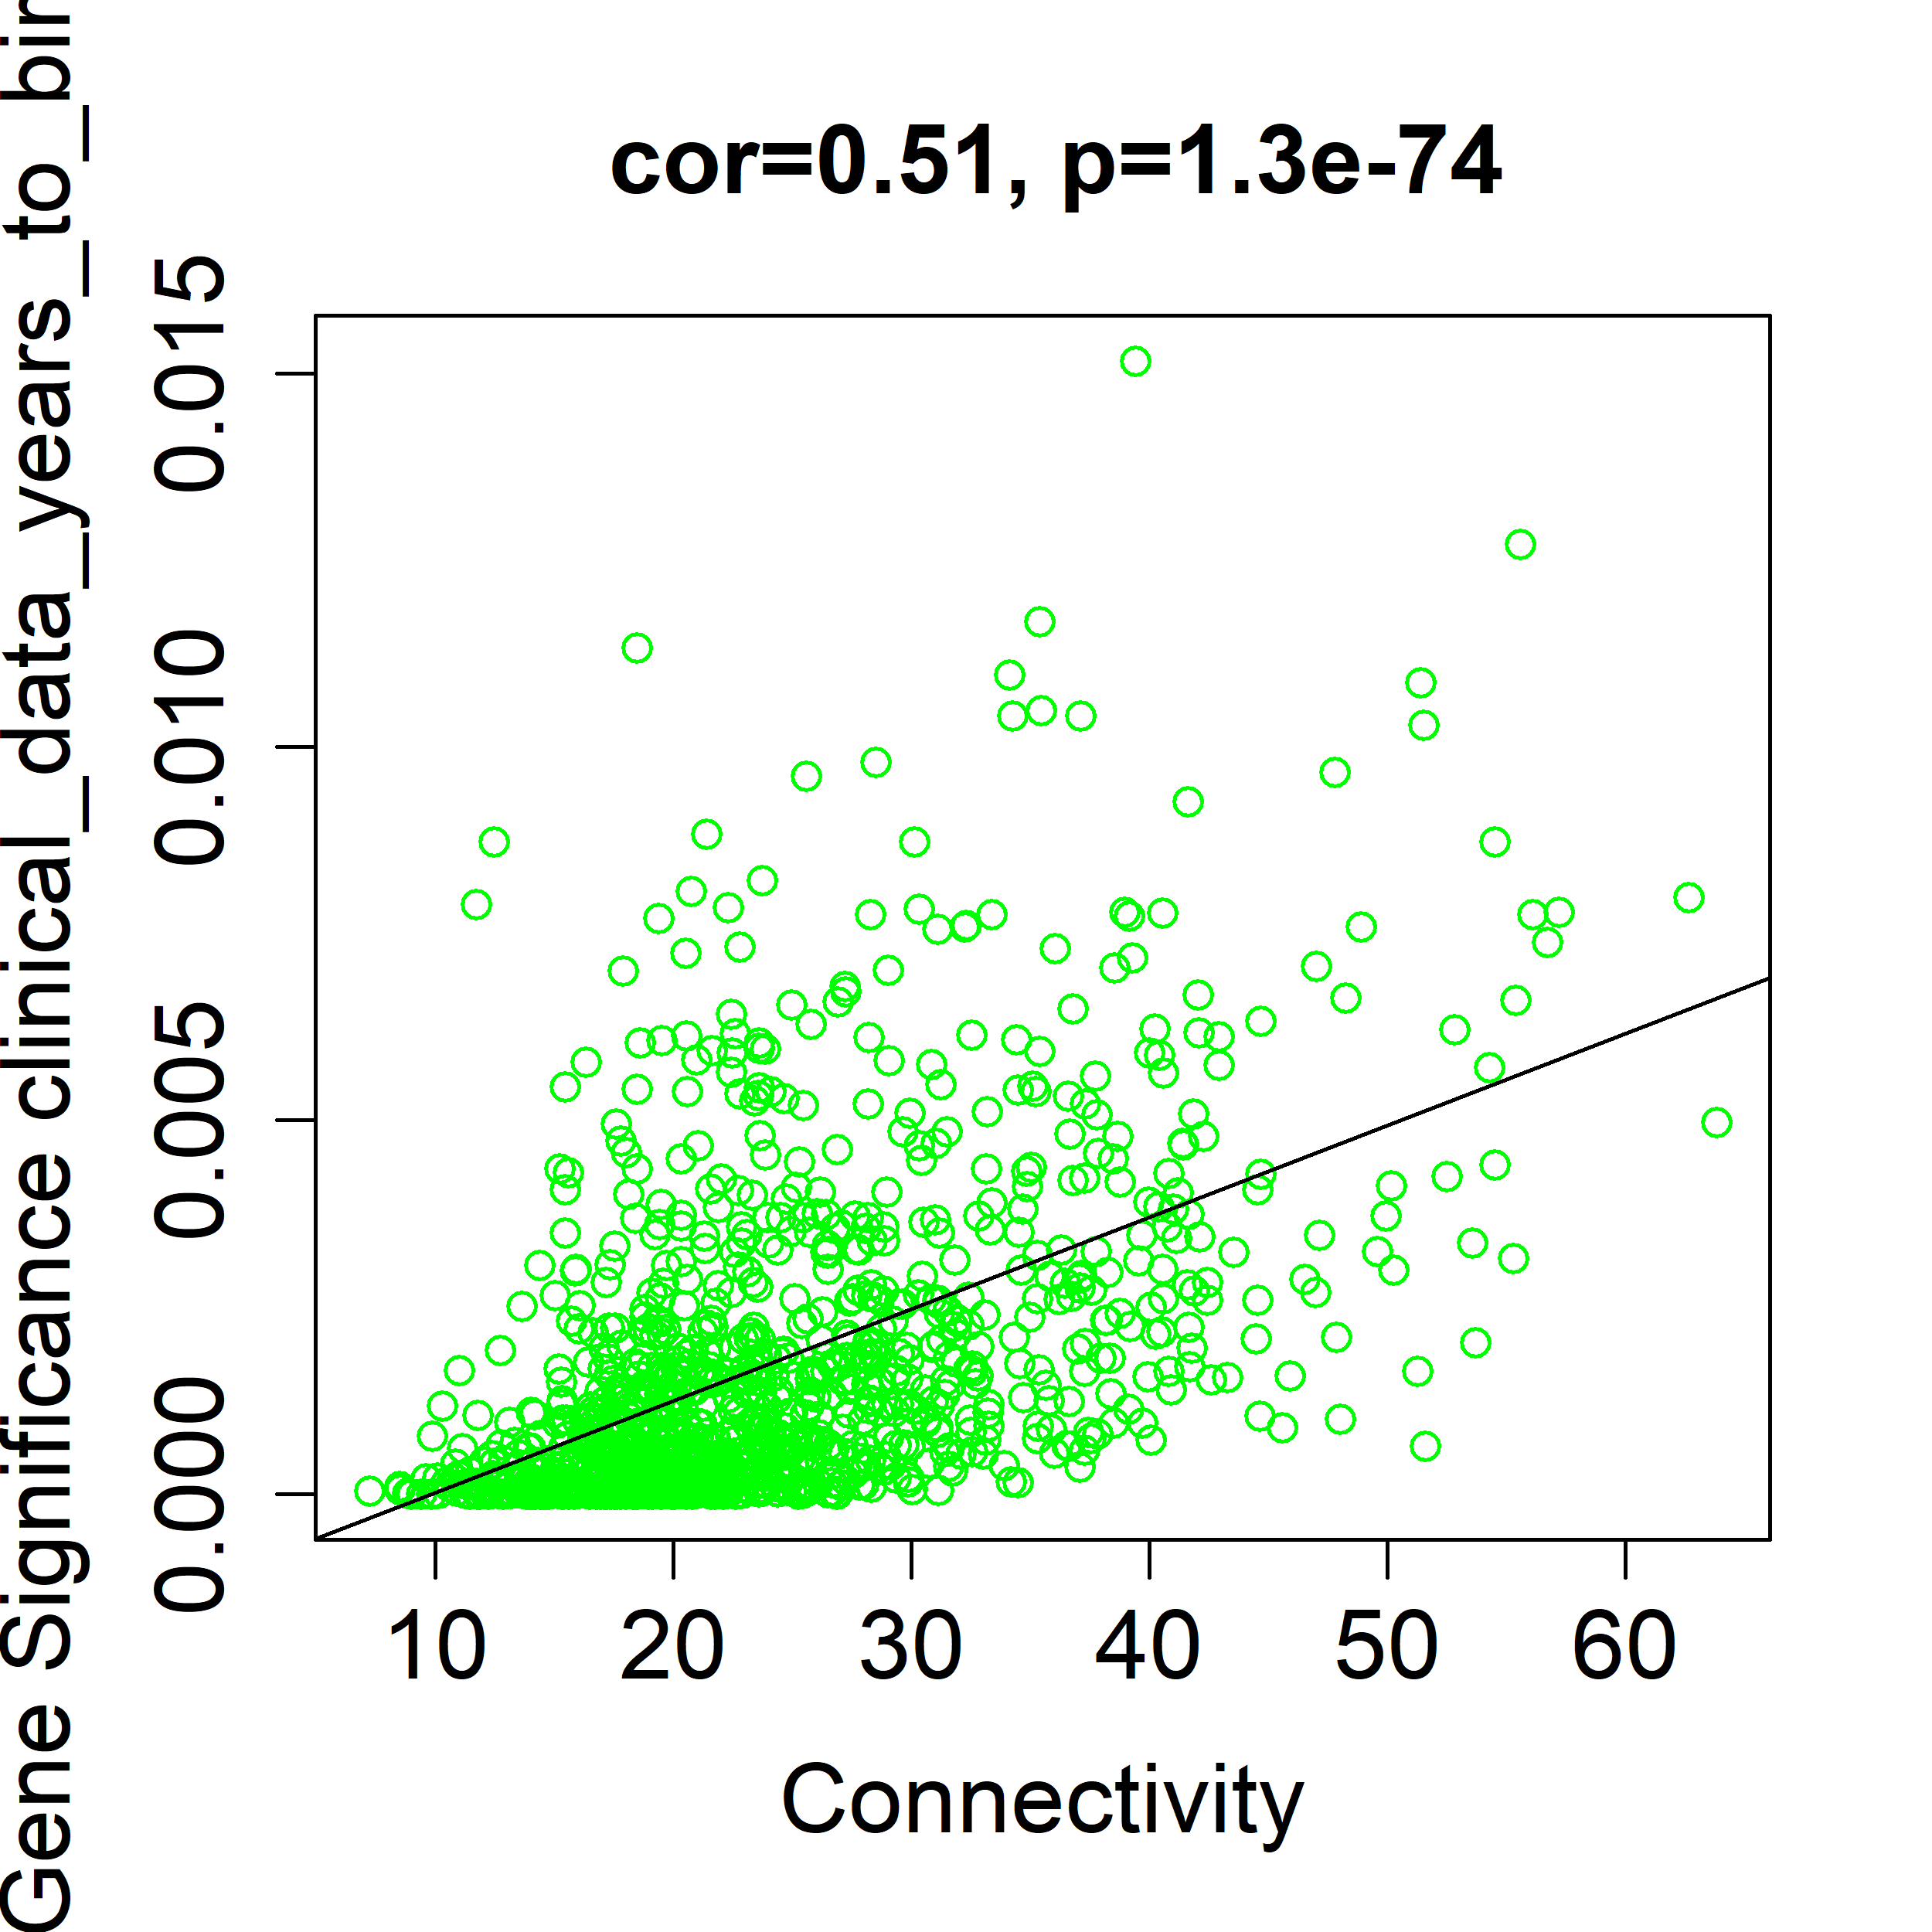 cor=0.51, p=1.3e-74
Gene Significance clinical_data_years_to_bir
0.015
0.010
0.005
0.000
10 20 30 40 50 60
Connectivity